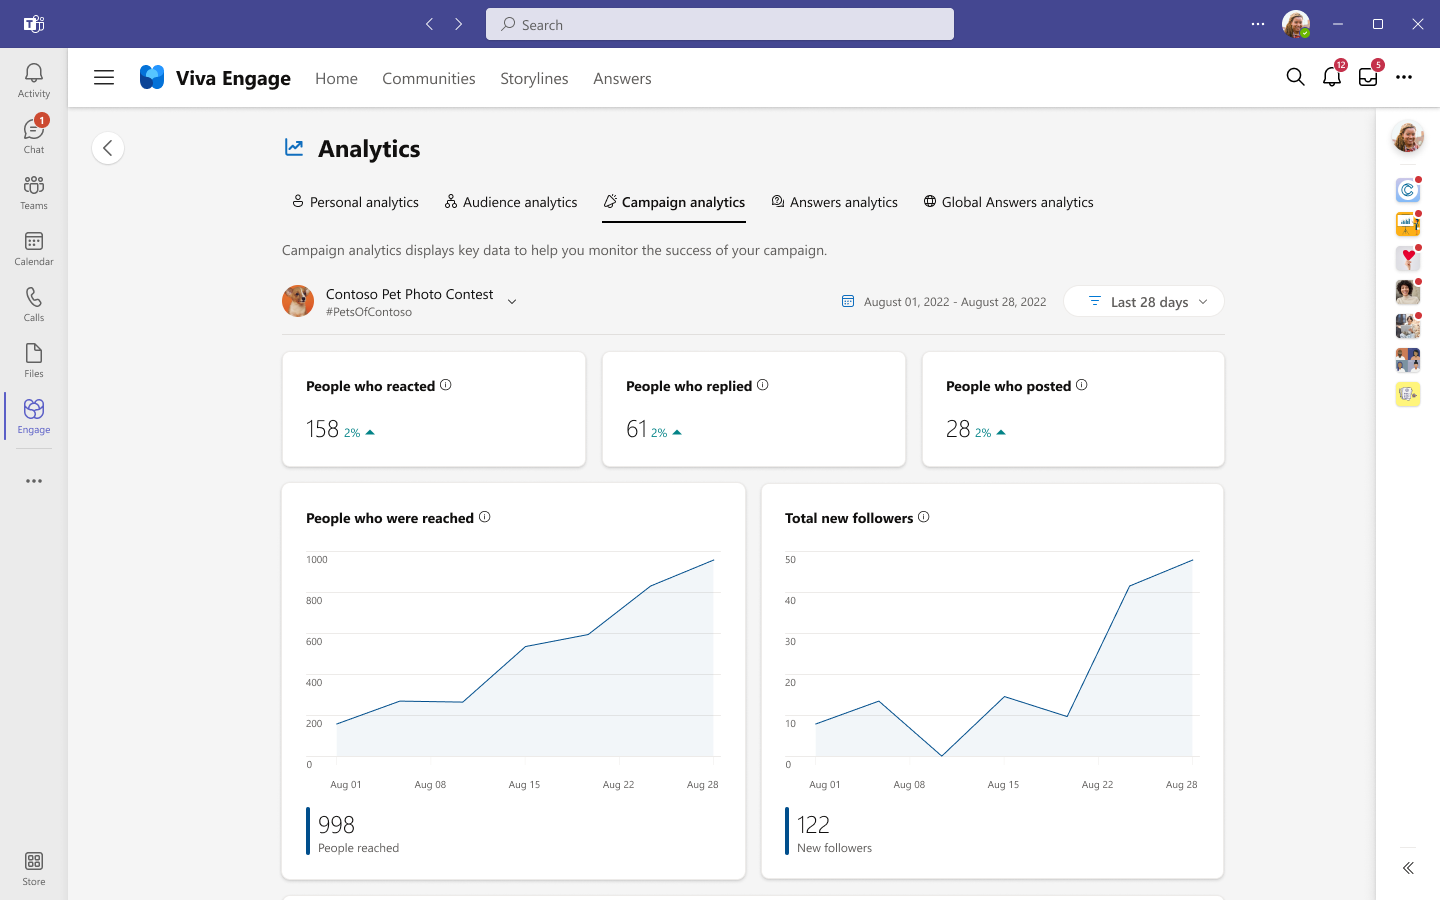 Search
Activity
1
Chat
Teams
Calendar
Calls
Files
Engage
Store
Viva Engage
Home
Communities
Storylines
Answers
12
5
Analytics
Personal analytics
Audience analytics
Campaign analytics
Answers analytics
Global Answers analytics
Campaign analytics displays key data to help you monitor the success of your campaign.
Contoso Pet Photo Contest
#PetsOfContoso
August 01, 2022 - August 28, 2022
Last 28 days
People who reacted
158 2%
People who replied
61 2%
People who posted
28 2%
People who were reached
1000
800
600
400
200
0
Aug 01 Aug 08 Aug 15 Aug 22 Aug 28
998
People reached
Total new followers
50
40
30
20
10
0
Aug 01 Aug 08 Aug 15 Aug 22 Aug 28
122
New followers